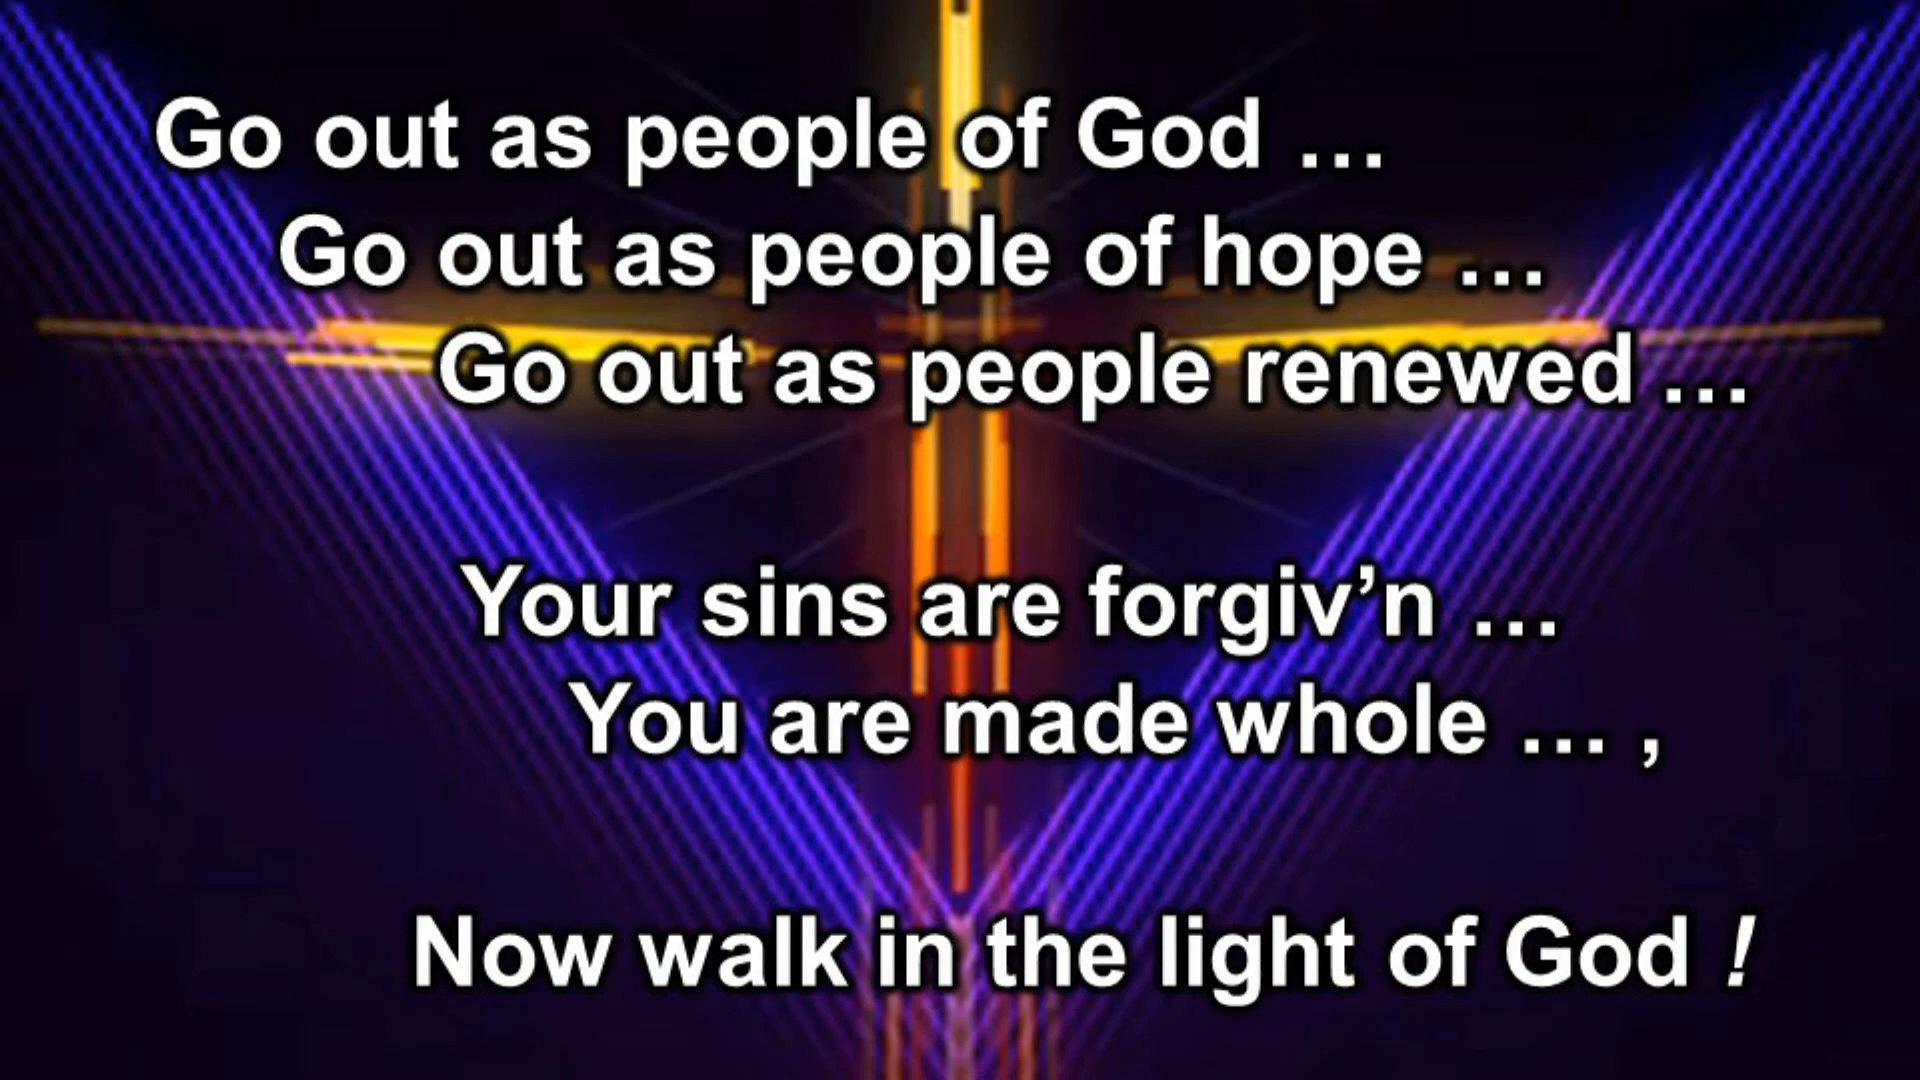 Go out as people of God …
Go out as people of hope …
Go out as people renewed …
Your sins are forgiv’n …
You are made whole … ,
Now walk in the light of God !